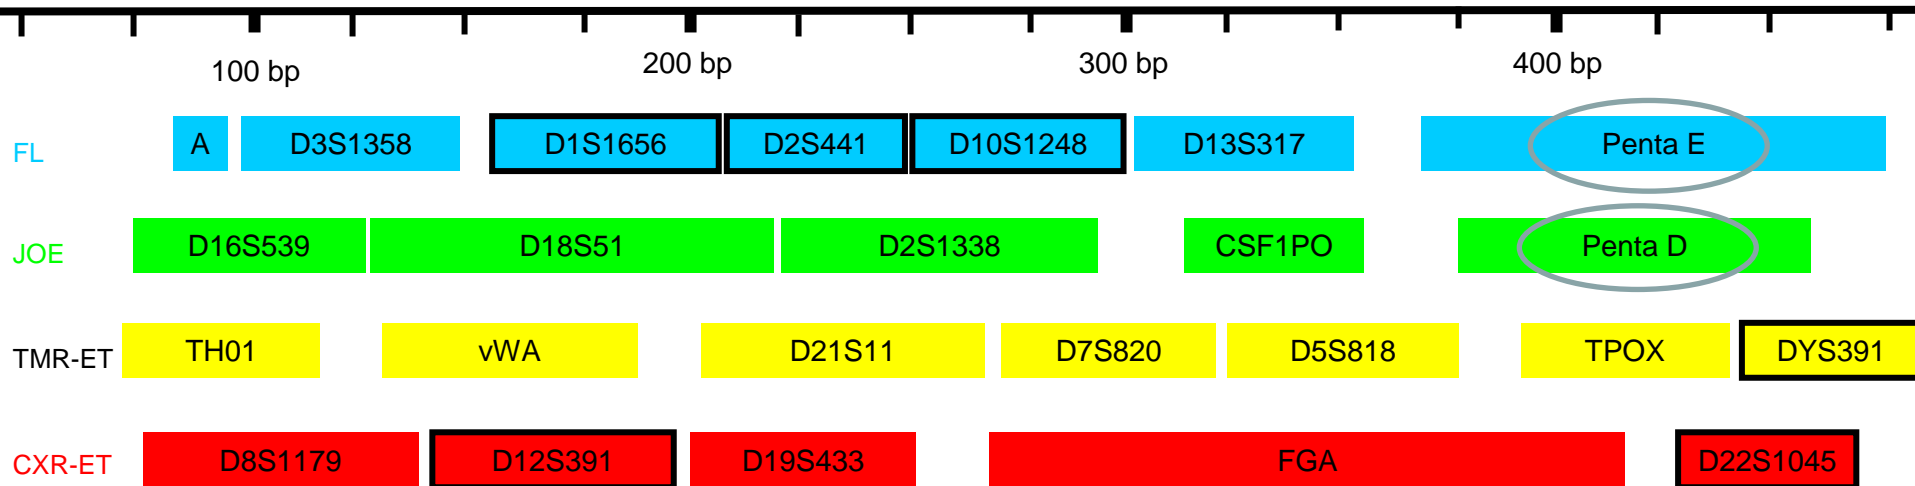 100 bp 200 bp 300 bp 400 bp
FL A D3S1358 D1S1656 D2S441 D10S1248 D13S317 Penta E
JOE D16S539 D18S51 D2S1338 CSF1PO Penta D
TMR-ET TH01 vWA D21S11 D7S820 D5S818 TPOX DYS391
CXR-ET D8S1179 D12S391 D19S433 FGA D22S1045